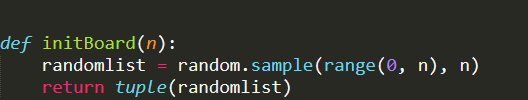 def initBoard(n):
    randomlist = random.sample(range(0, n), n)
    return tuple(randomlist)